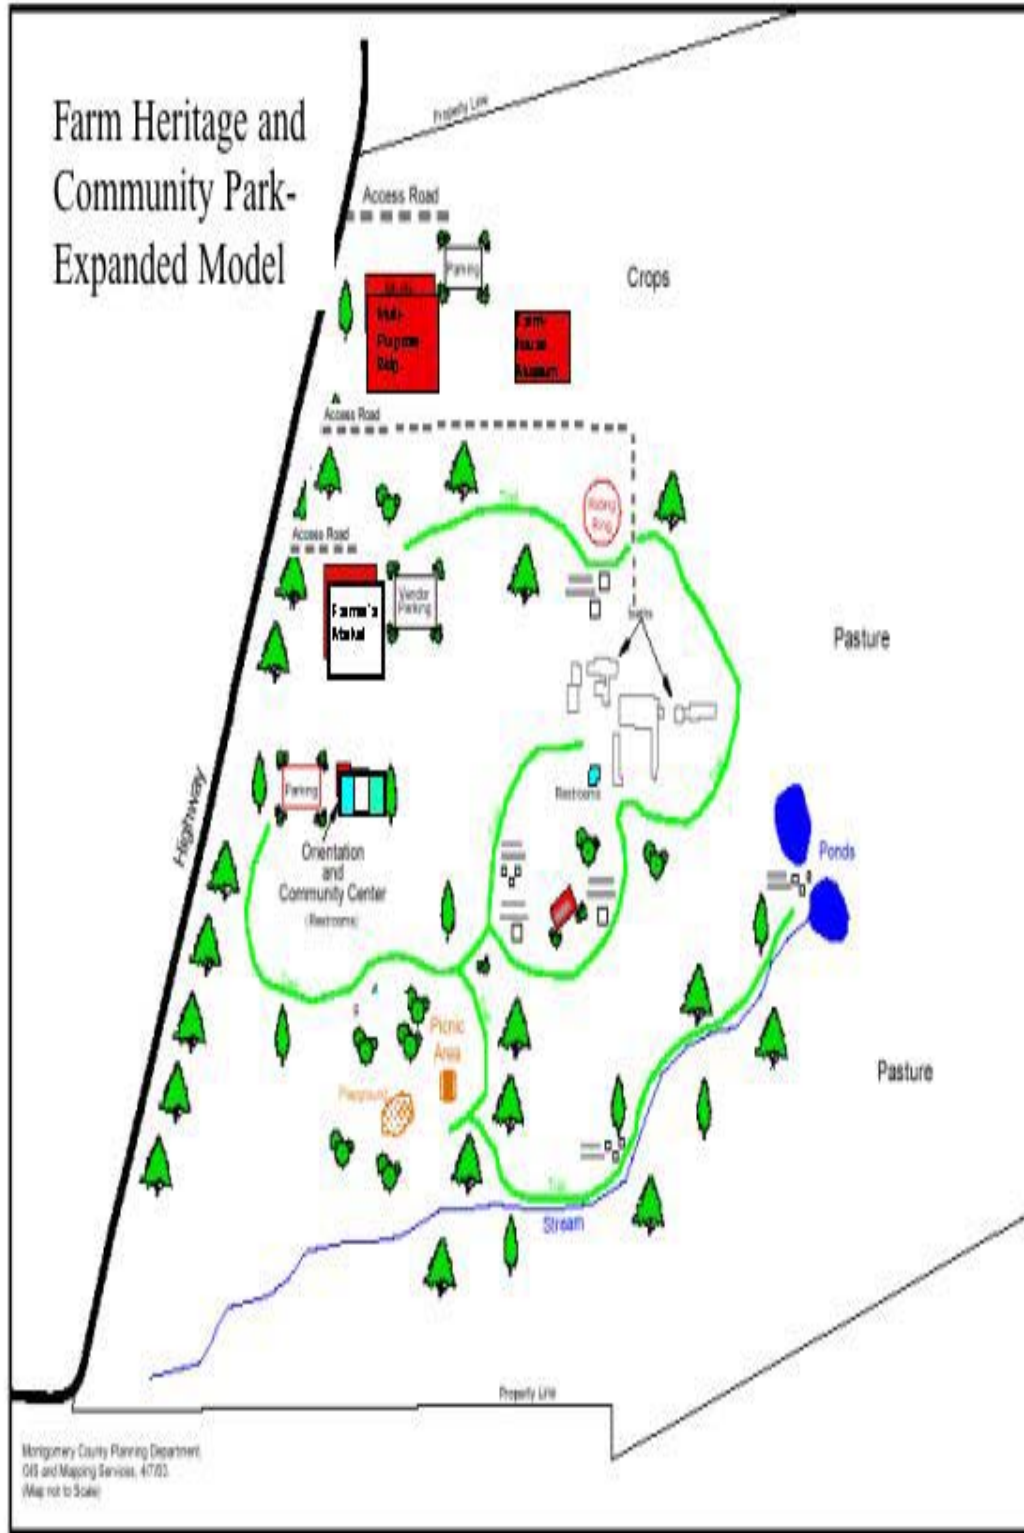 Farm Heritage and
Community Park-
Expanded Model
Property Line
Access Road
Parking
Crops
Multi-
Purpose
Bldg.
Farm
House
Museum
Access Road
Trail
Riding
Ring
Access Road
Vendor
Parking
Farmer's
Market
Pasture
Highway
Parking
Restrooms
Orientation
and
Community Center
(Restrooms)
Ponds
Trail
Picnic
Area
Playground
Pasture
Trail
Stream
Property Line
Montgomery County Planning Department,
GIS and Mapping Services, 4/7/03.
(Map not to Scale)